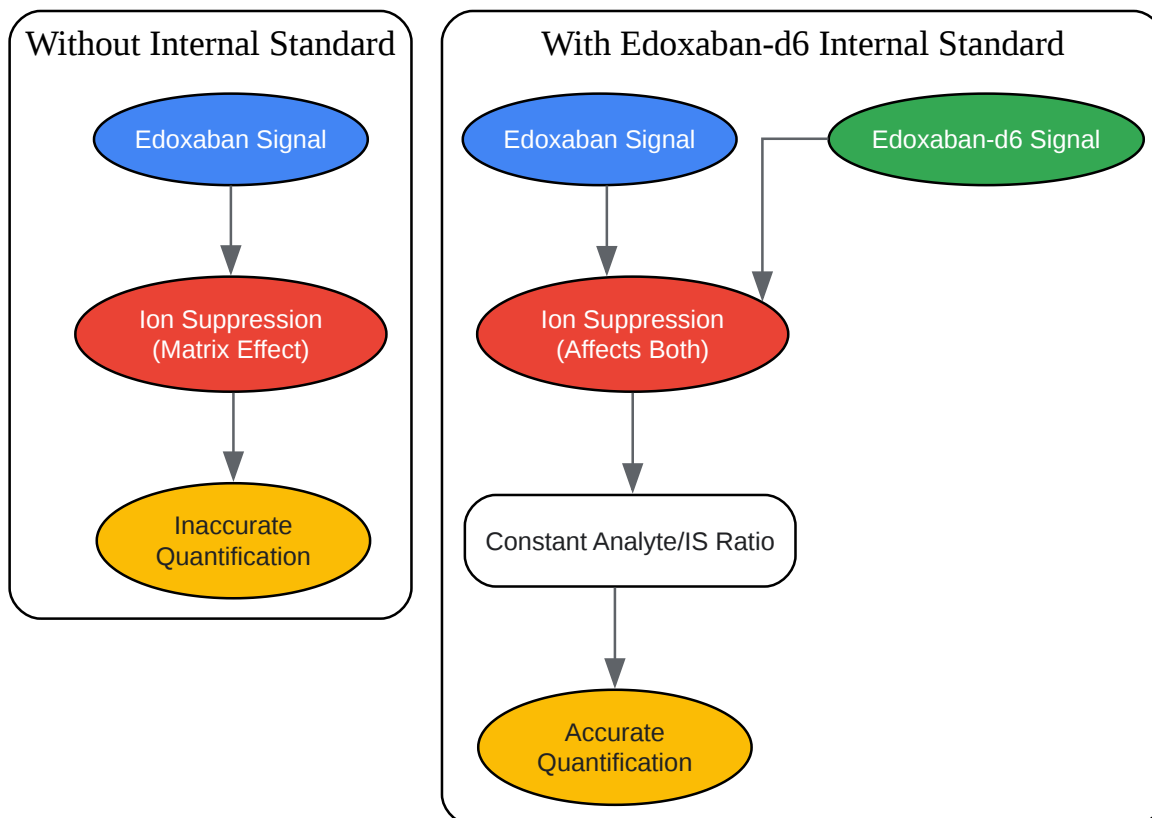 Without Internal Standard
Edoxaban Signal
Ion Suppression
(Matrix Effect)
Inaccurate
Quantification
With Edoxaban-d6 Internal Standard
Edoxaban Signal
Edoxaban-d6 Signal
Ion Suppression
(Affects Both)
Constant Analyte/IS Ratio
Accurate
Quantification